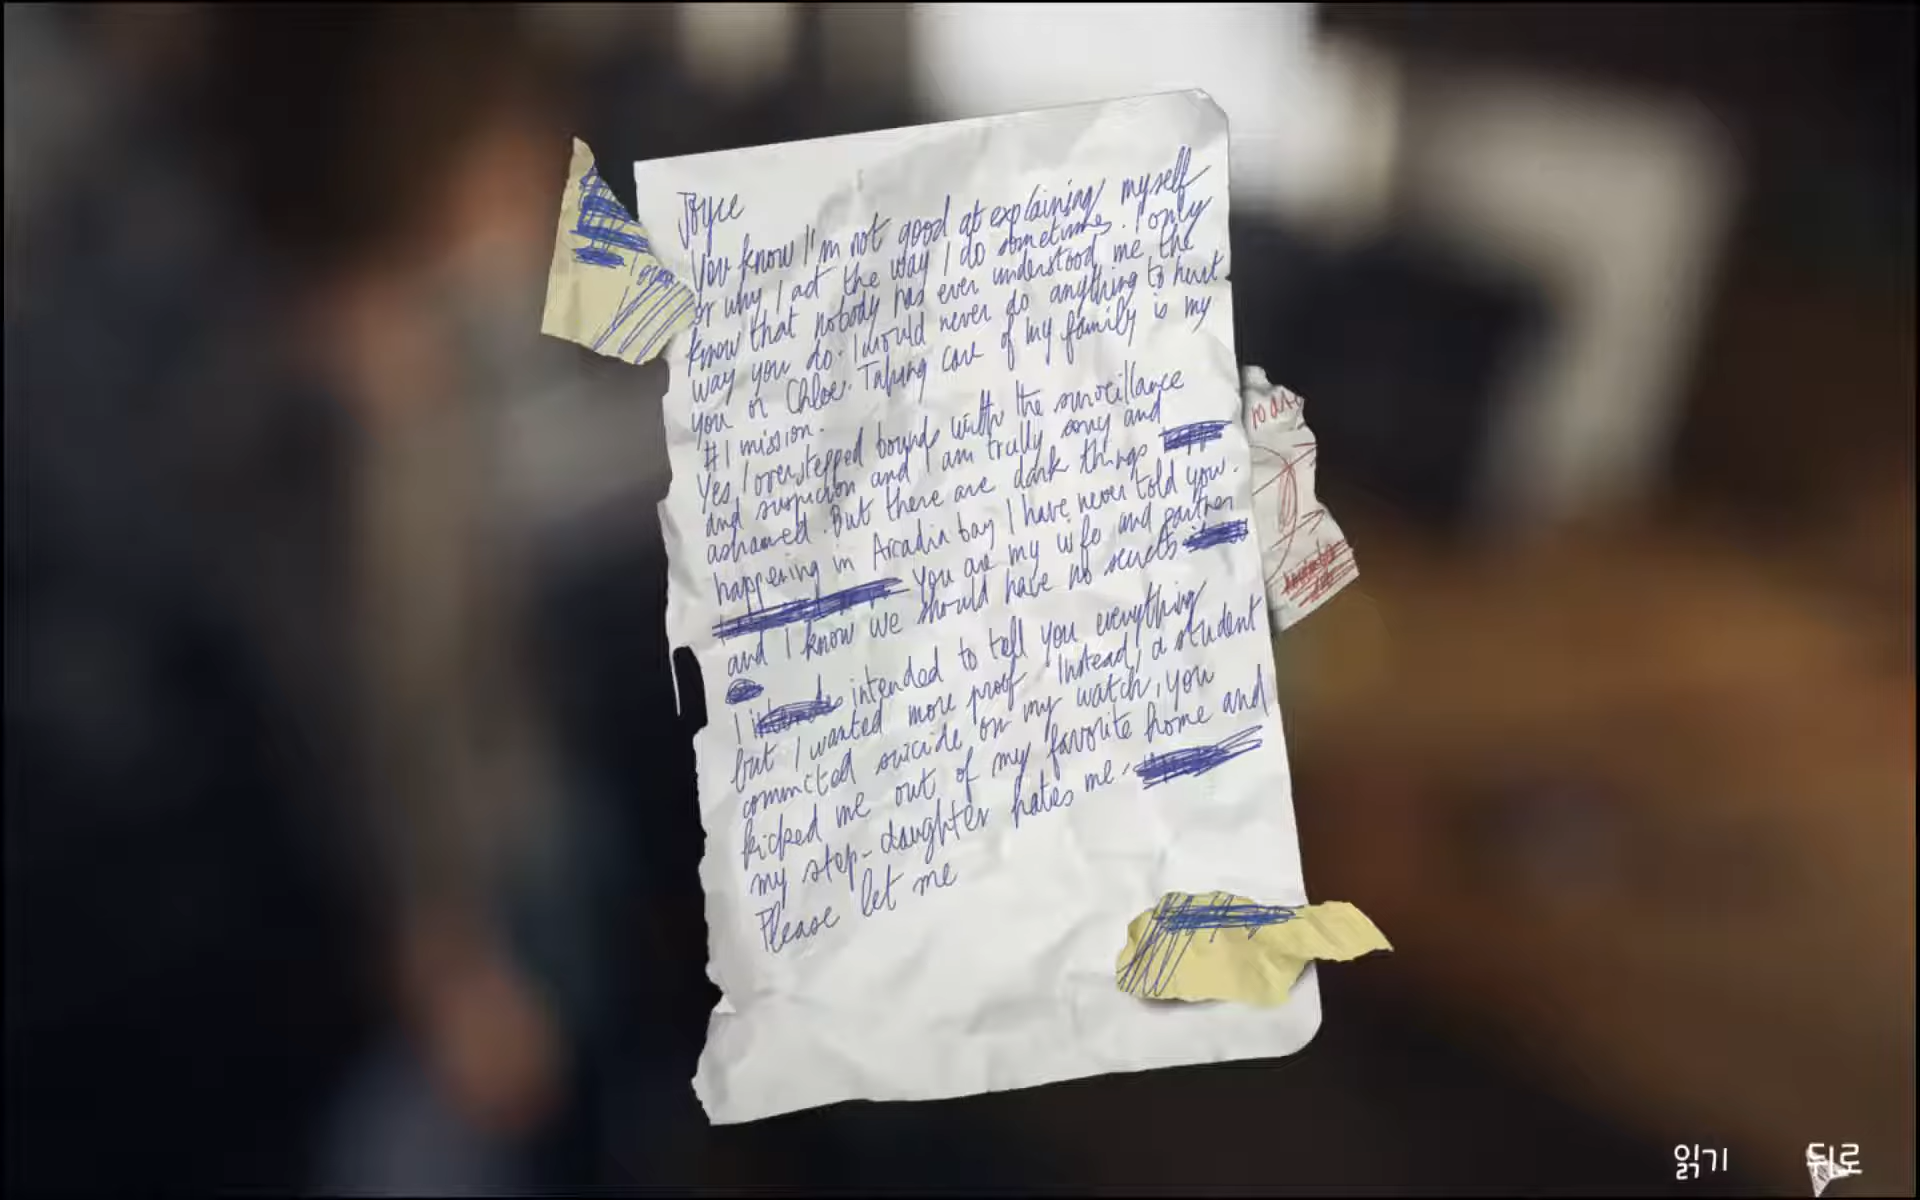 Joyce
You know I'm not good at explaining myself
or why I act the way I do sometimes. I only
know that nobody has ever understood me the
way you do. I would never do anything to hurt
you or Chloe. Taking care of my family is my
#1 mission.
Yes I overstepped bounds with the surveillance
and suspicion and I am truly sorry and
ashamed. But there are dark things
happening in Arcadia bay I have never told you.
You are my wife and partner
and I know we should have no secrets
I intended to tell you everything
but I wanted more proof. Instead, a student
committed suicide on my watch, you
kicked me out of my favorite home and
my step-daughter hates me.
Please let me
읽기
뒤로